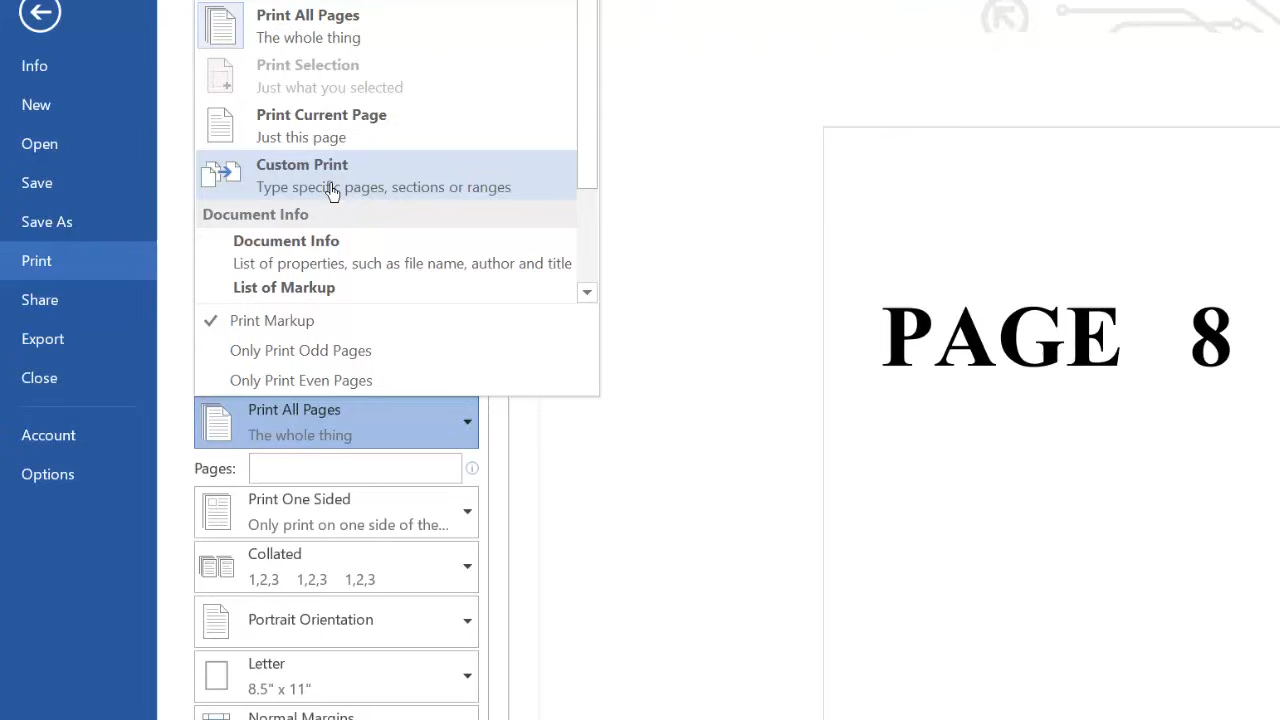 Info
New
Open
Save
Save As
Print
Share
Export
Close
Account
Options
Print All Pages
The whole thing
Print Selection
Just what you selected
Print Current Page
Just this page
Custom Print
Type specific pages, sections or ranges
Document Info
Document Info
List of properties, such as file name, author and title
List of Markup
Print Markup
Only Print Odd Pages
Only Print Even Pages
Print All Pages
The whole thing
Pages:
Print One Sided
Only print on one side of the...
Collated
1,2,3 1,2,3 1,2,3
Portrait Orientation
Letter
8.5" x 11"
Normal Margins
PAGE 8